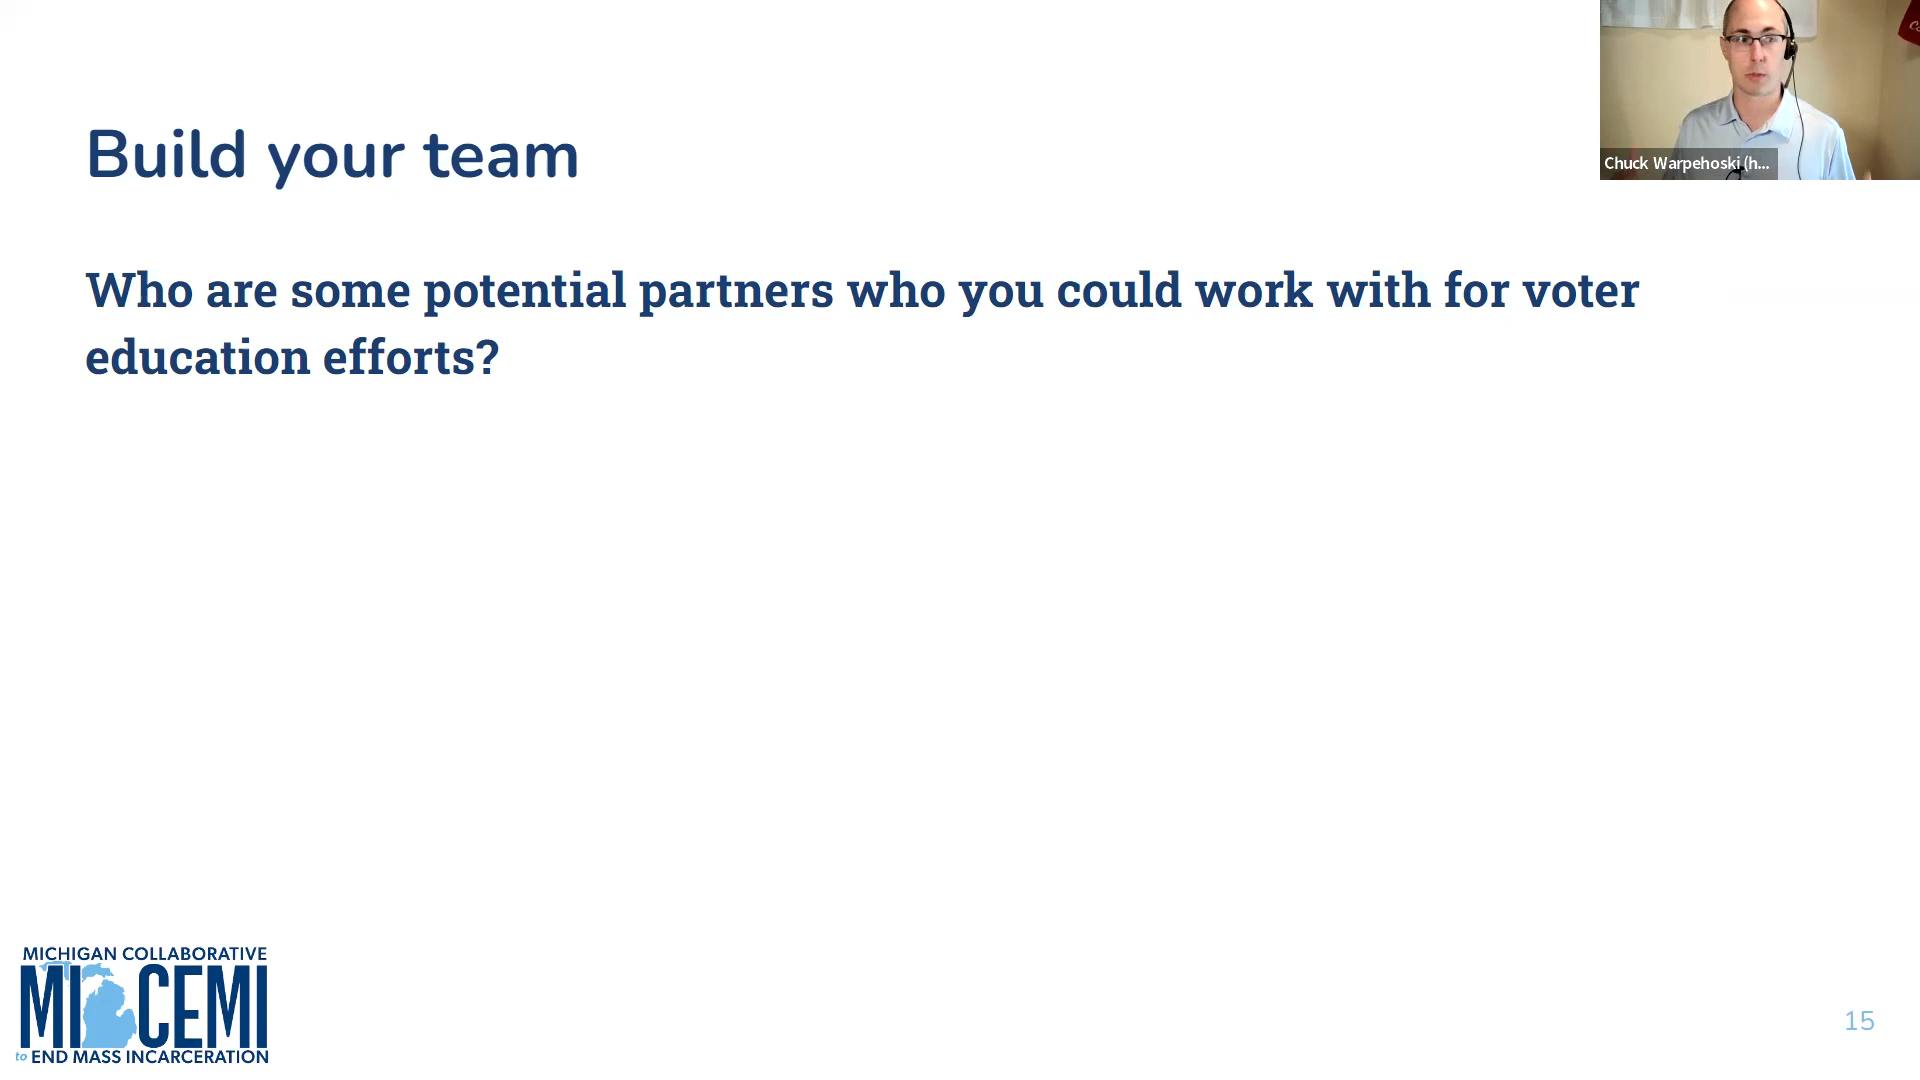 Build your team
Who are some potential partners who you could work with for voter
education efforts?
Chuck Warpehoski (h...
MICHIGAN COLLABORATIVE
MI CEMI
to END MASS INCARCERATION
15